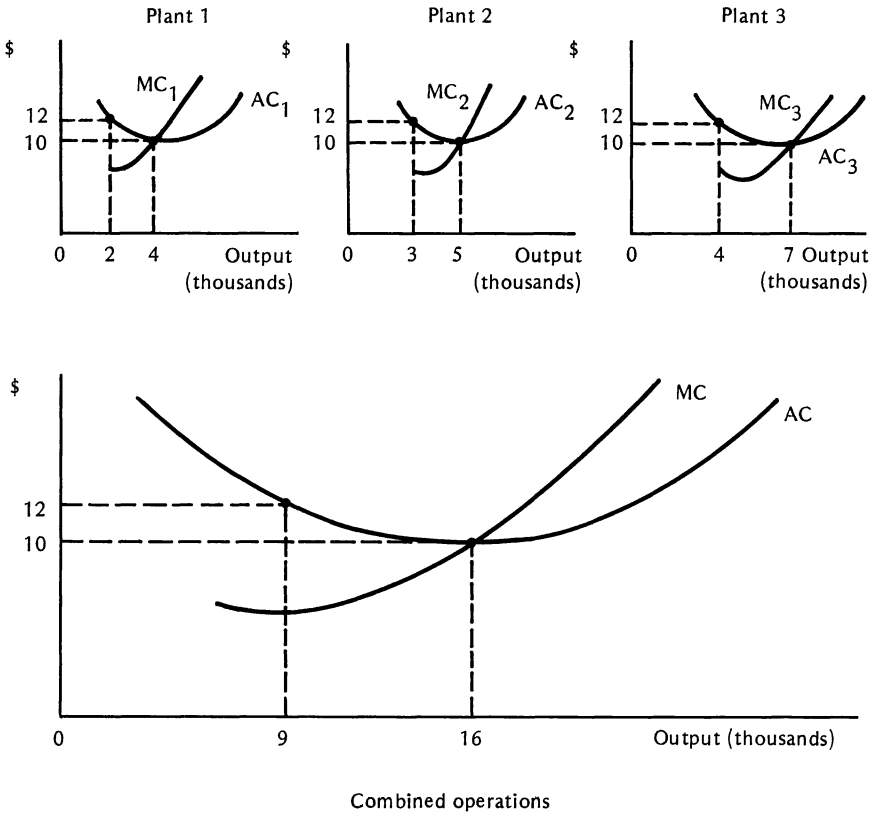 Plant 1
Plant 2
Plant 3
$
$
$
MC1
AC1
MC2
AC2
MC3
AC3
12
10
12
10
12
10
0
2
4
Output
(thousands)
0
3
5
Output
(thousands)
0
4
7
Output
(thousands)
$
MC
AC
12
10
0
9
16
Output (thousands)
Combined operations